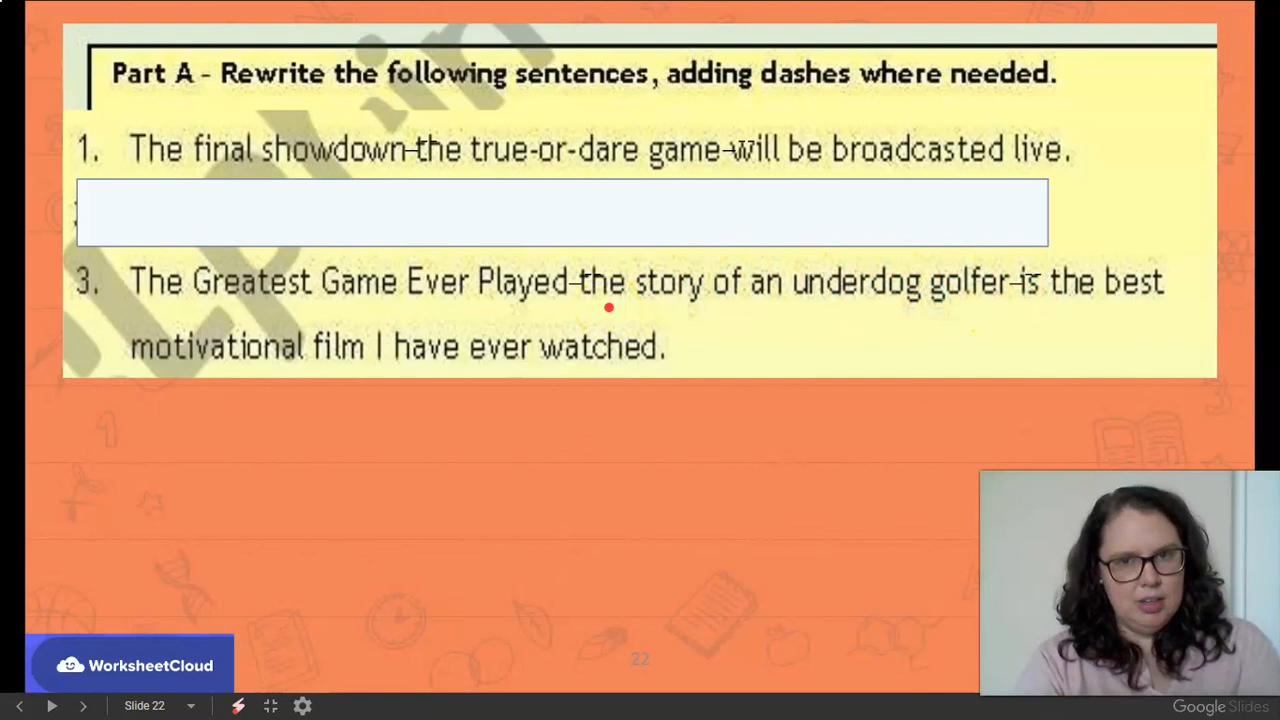 Part A - Rewrite the following sentences, adding dashes where needed.
1. The final showdown–the true-or-dare game–will be broadcasted live.
3. The Greatest Game Ever Played–the story of an underdog golfer–is the best
motivational film I have ever watched.
22
WorksheetCloud
Slide 22
Google Slides